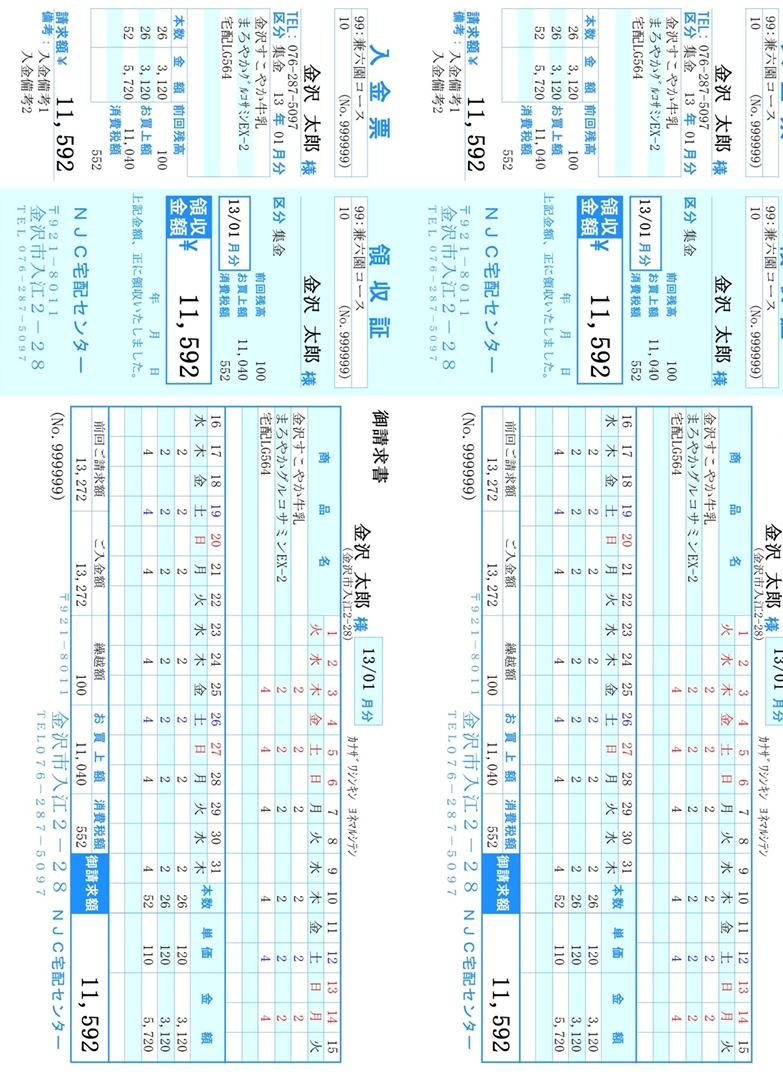 99:兼六園コース
10 (No.999999)
金沢 太郎 様
TEL: 076-287-5097
区分 集金 13 年 01 月分
金沢すこやか牛乳
まろやかｸﾞﾙｺｻﾐﾝEX-2
宅配LG564
本数 金 額 前回残高
26 3,120 100
26 3,120 お買上額
52 5,720 11,040
消費税額
552
請求額¥ 11,592
備考: 入金備考1
入金備考2
99:兼六園コース
10 (No.999999)
金沢 太郎 様
区分 集金
前回残高 100
13/01 月分 お買上額 11,040
消費税額 552
領収金額 ¥ 11,592
年 月 日
上記金額、正に領収いたしました。
NJC宅配センター
〒921-8011
金沢市入江2-28
TEL 076-287-5097
金沢 太郎 様 13/01 月分
(金沢市入江2-28) ｶﾅｻﾞﾜｼﾝｷﾝ ﾖﾈﾏﾙｼﾃﾝ
商 品 名 1 2 3 4 5 6 7 8 9 10 11 12 13 14 15
火 水 木 金 土 日 月 火 水 木 金 土 日 月 火
金沢すこやか牛乳 2 2 2 2 2 2
まろやかグルコサミンEX-2 2 2 2 2 2 2
宅配LG564 4 4 4 4 4 4
16 17 18 19 20 21 22 23 24 25 26 27 28 29 30 31 本数 単 価 金 額
水 木 金 土 日 月 火 水 木 金 土 日 月 火 水 木
2 2 2 2 2 2 2 26 120 3,120
2 2 2 2 2 2 2 26 120 3,120
4 4 4 4 4 4 4 52 110 5,720
前回ご請求額 ご入金額 繰越額 お買上額 消費税額 御請求額 11,592
13,272 13,272 100 11,040 552
(No.999999) 〒921-8011 金沢市入江2-28 NJC宅配センター
TEL076-287-5097
入金票
99:兼六園コース
10 (No.999999)
金沢 太郎 様
TEL: 076-287-5097
区分 集金 13 年 01 月分
金沢すこやか牛乳
まろやかｸﾞﾙｺｻﾐﾝEX-2
宅配LG564
本数 金 額 前回残高
26 3,120 100
26 3,120 お買上額
52 5,720 11,040
消費税額
552
請求額¥ 11,592
備考: 入金備考1
入金備考2
領収証
99:兼六園コース
10 (No.999999)
金沢 太郎 様
区分 集金
前回残高 100
13/01 月分 お買上額 11,040
消費税額 552
領収金額 ¥ 11,592
年 月 日
上記金額、正に領収いたしました。
NJC宅配センター
〒921-8011
金沢市入江2-28
TEL 076-287-5097
御請求書
金沢 太郎 様 13/01 月分
(金沢市入江2-28) ｶﾅｻﾞﾜｼﾝｷﾝ ﾖﾈﾏﾙｼﾃﾝ
商 品 名 1 2 3 4 5 6 7 8 9 10 11 12 13 14 15
火 水 木 金 土 日 月 火 水 木 金 土 日 月 火
金沢すこやか牛乳 2 2 2 2 2 2
まろやかグルコサミンEX-2 2 2 2 2 2 2
宅配LG564 4 4 4 4 4 4
16 17 18 19 20 21 22 23 24 25 26 27 28 29 30 31 本数 単 価 金 額
水 木 金 土 日 月 火 水 木 金 土 日 月 火 水 木
2 2 2 2 2 2 2 26 120 3,120
2 2 2 2 2 2 2 26 120 3,120
4 4 4 4 4 4 4 52 110 5,720
前回ご請求額 ご入金額 繰越額 お買上額 消費税額 御請求額 11,592
13,272 13,272 100 11,040 552
(No.999999) 〒921-8011 金沢市入江2-28 NJC宅配センター
TEL076-287-5097